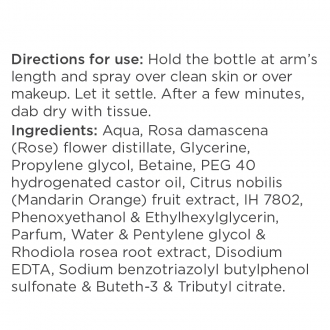 Directions for use: Hold the bottle at arm's
length and spray over clean skin or over
makeup. Let it settle. After a few minutes,
dab dry with tissue.
Ingredients: Aqua, Rosa damascena
(Rose) flower distillate, Glycerine,
Propylene glycol, Betaine, PEG 40
hydrogenated castor oil, Citrus nobilis
(Mandarin Orange) fruit extract, IH 7802,
Phenoxyethanol & Ethylhexylglycerin,
Parfum, Water & Pentylene glycol &
Rhodiola rosea root extract, Disodium
EDTA, Sodium benzotriazolyl butylphenol
sulfonate & Buteth-3 & Tributyl citrate.